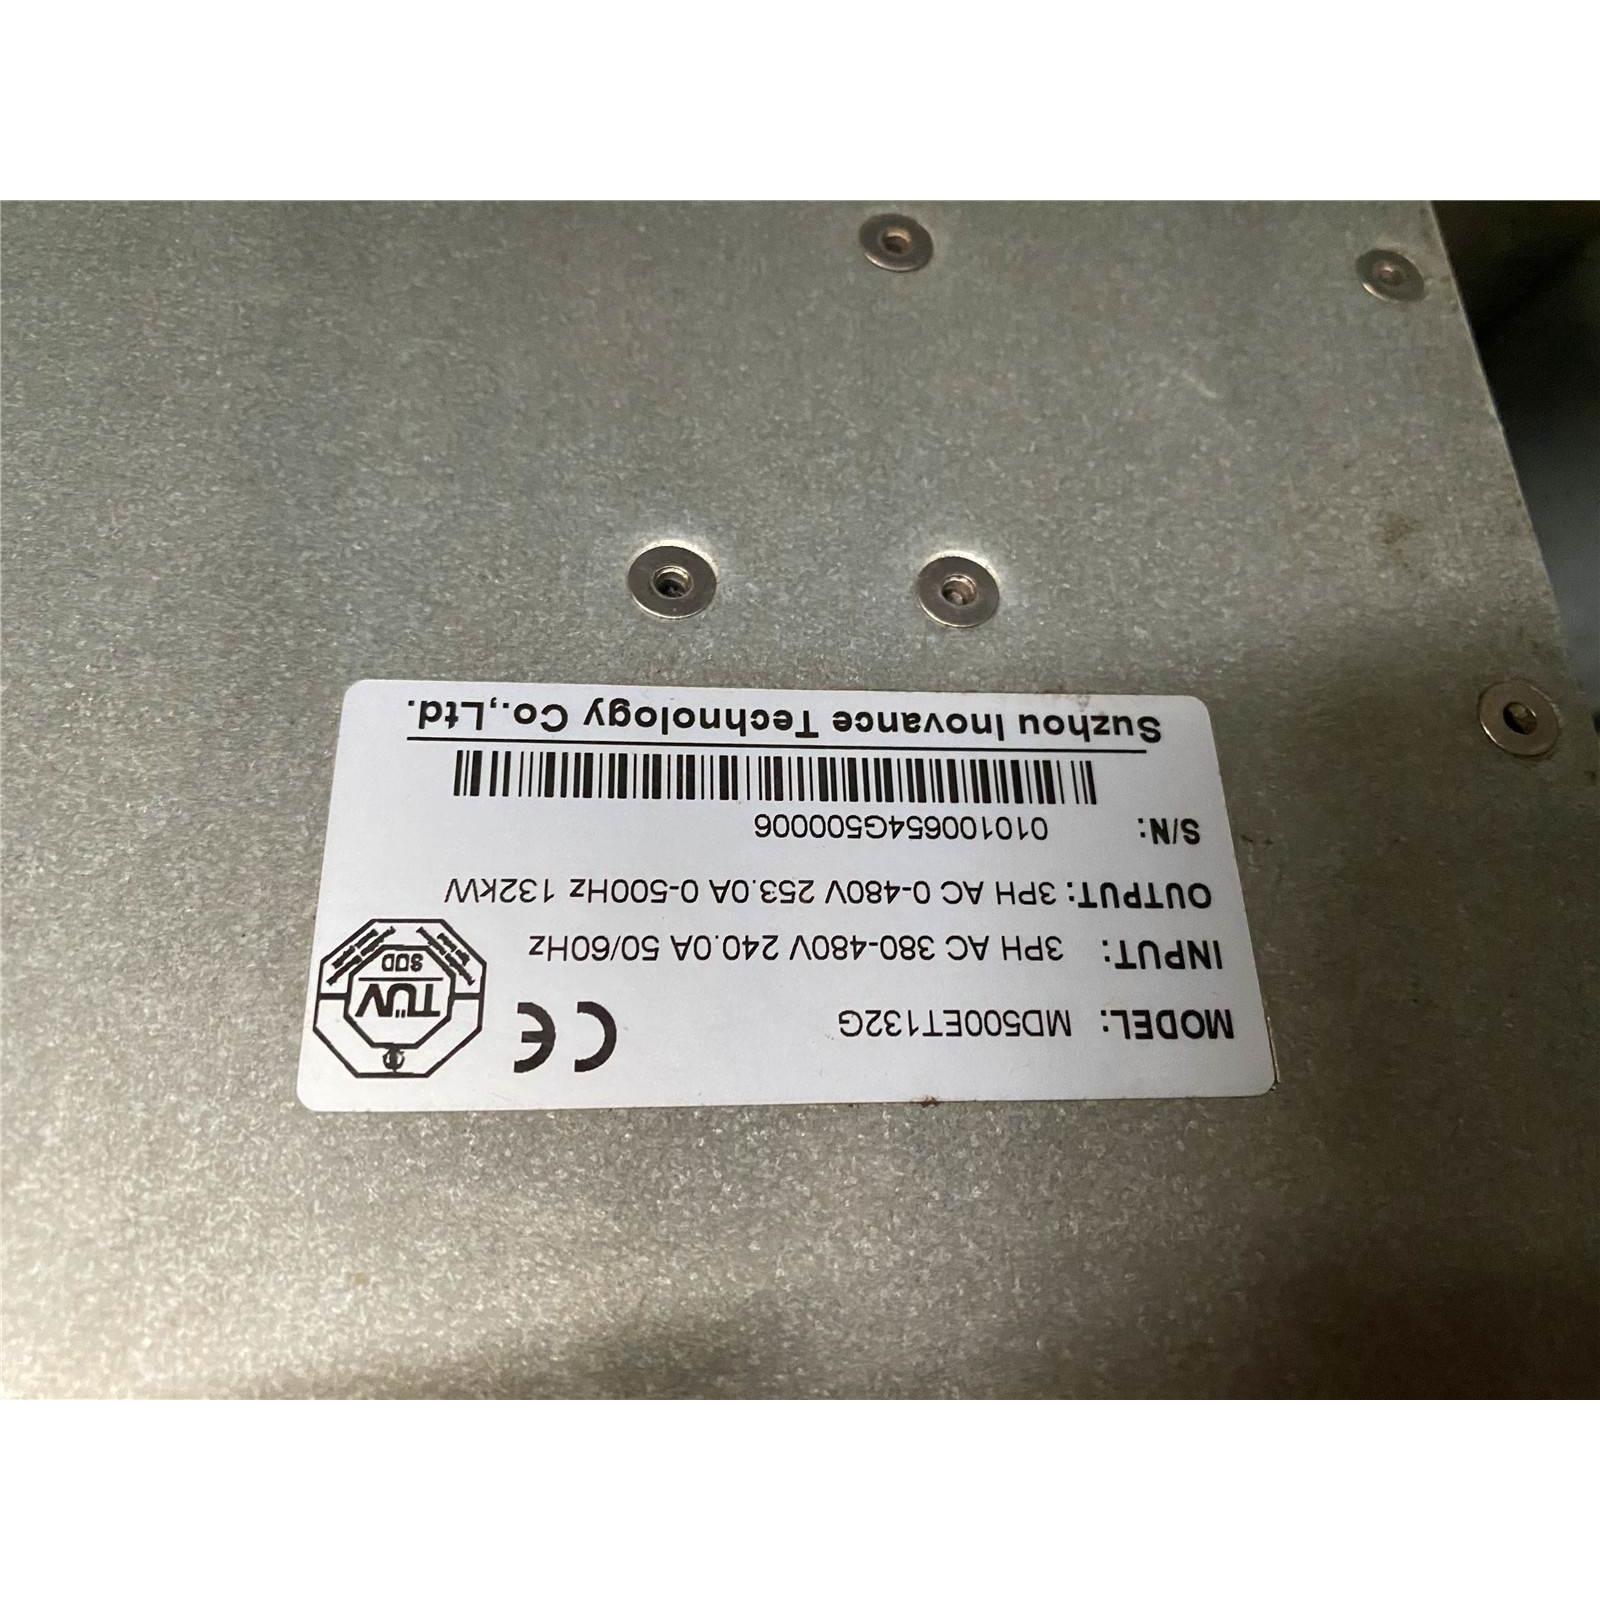 MODEL: MD500ET132G
INPUT: 3PH AC 380-480V 240.0A 50/60Hz
OUTPUT: 3PH AC 0-480V 253.0A 0-500Hz 132kW
S/N: 01100654G500006
Suzhou Inovance Technology Co.,Ltd.
CE
TÜV
SÜD